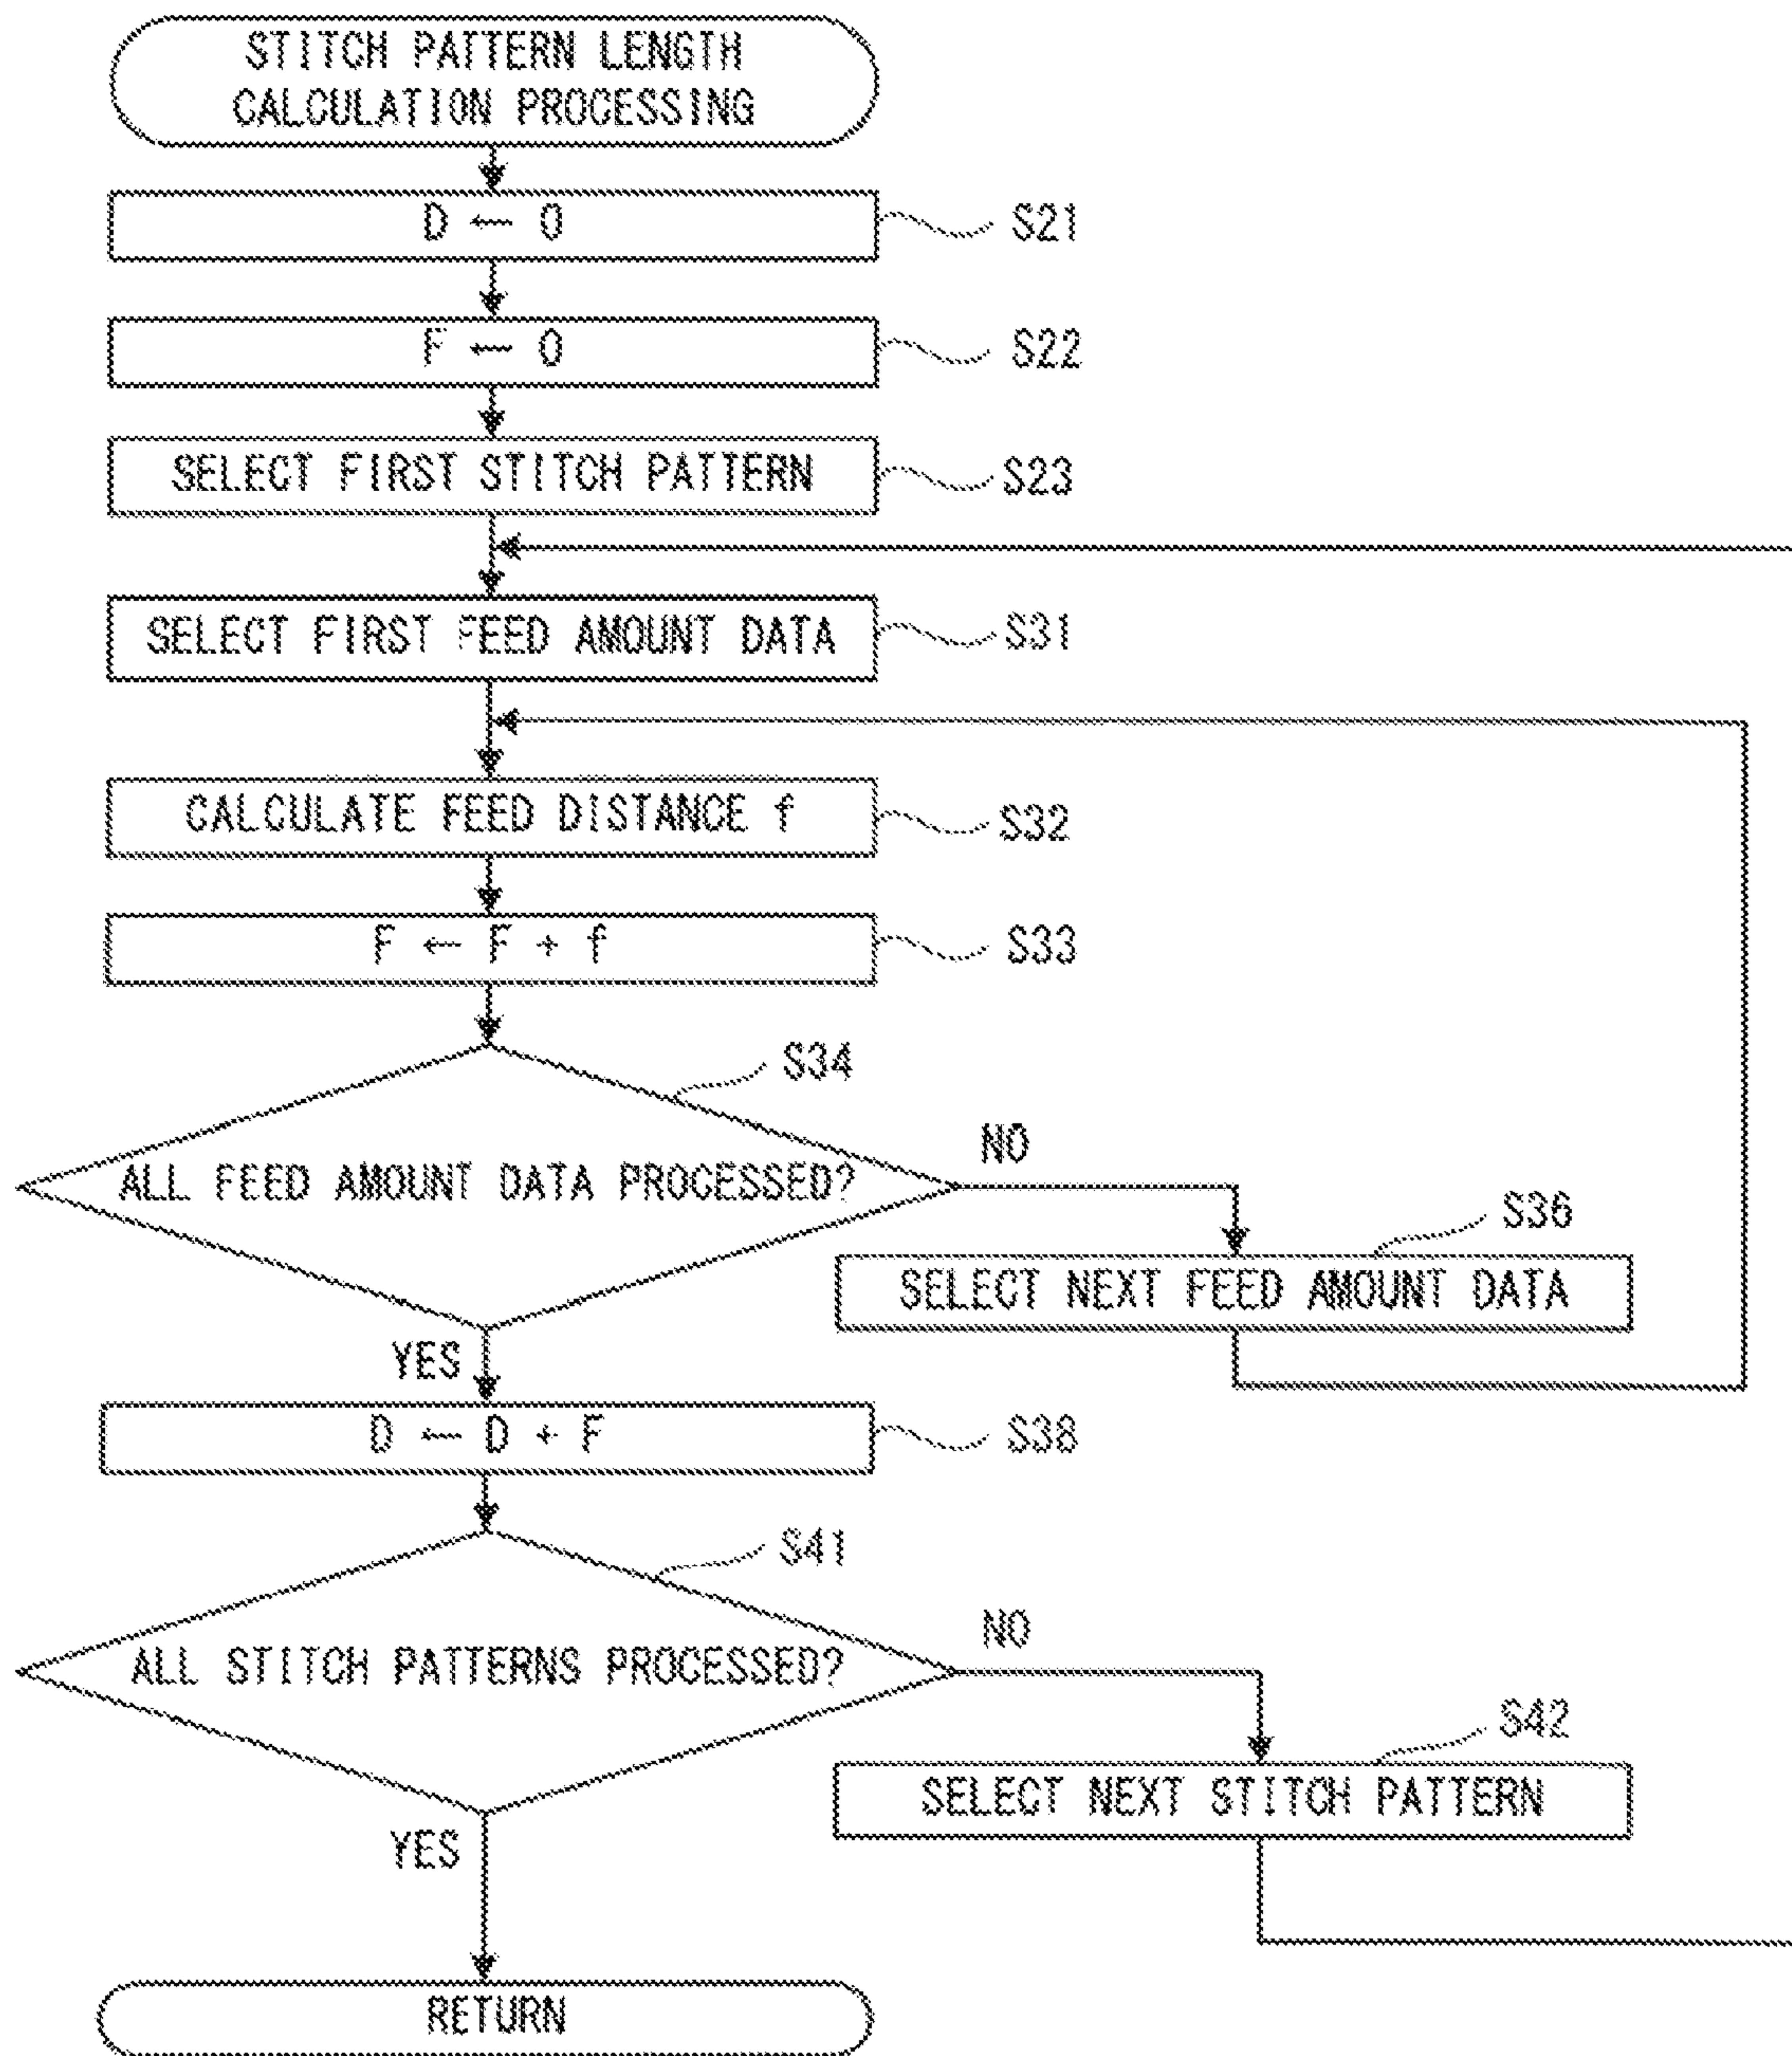 STITCH PATTERN LENGTH
CALCULATION PROCESSING
D ← 0
S21
F ← 0
S22
SELECT FIRST STITCH PATTERN
S23
SELECT FIRST FEED AMOUNT DATA
S31
CALCULATE FEED DISTANCE f
S32
F ← F + f
S33
S34
ALL FEED AMOUNT DATA PROCESSED?
NO
S36
SELECT NEXT FEED AMOUNT DATA
YES
D ← D + F
S38
S41
ALL STITCH PATTERNS PROCESSED?
NO
S42
SELECT NEXT STITCH PATTERN
YES
RETURN